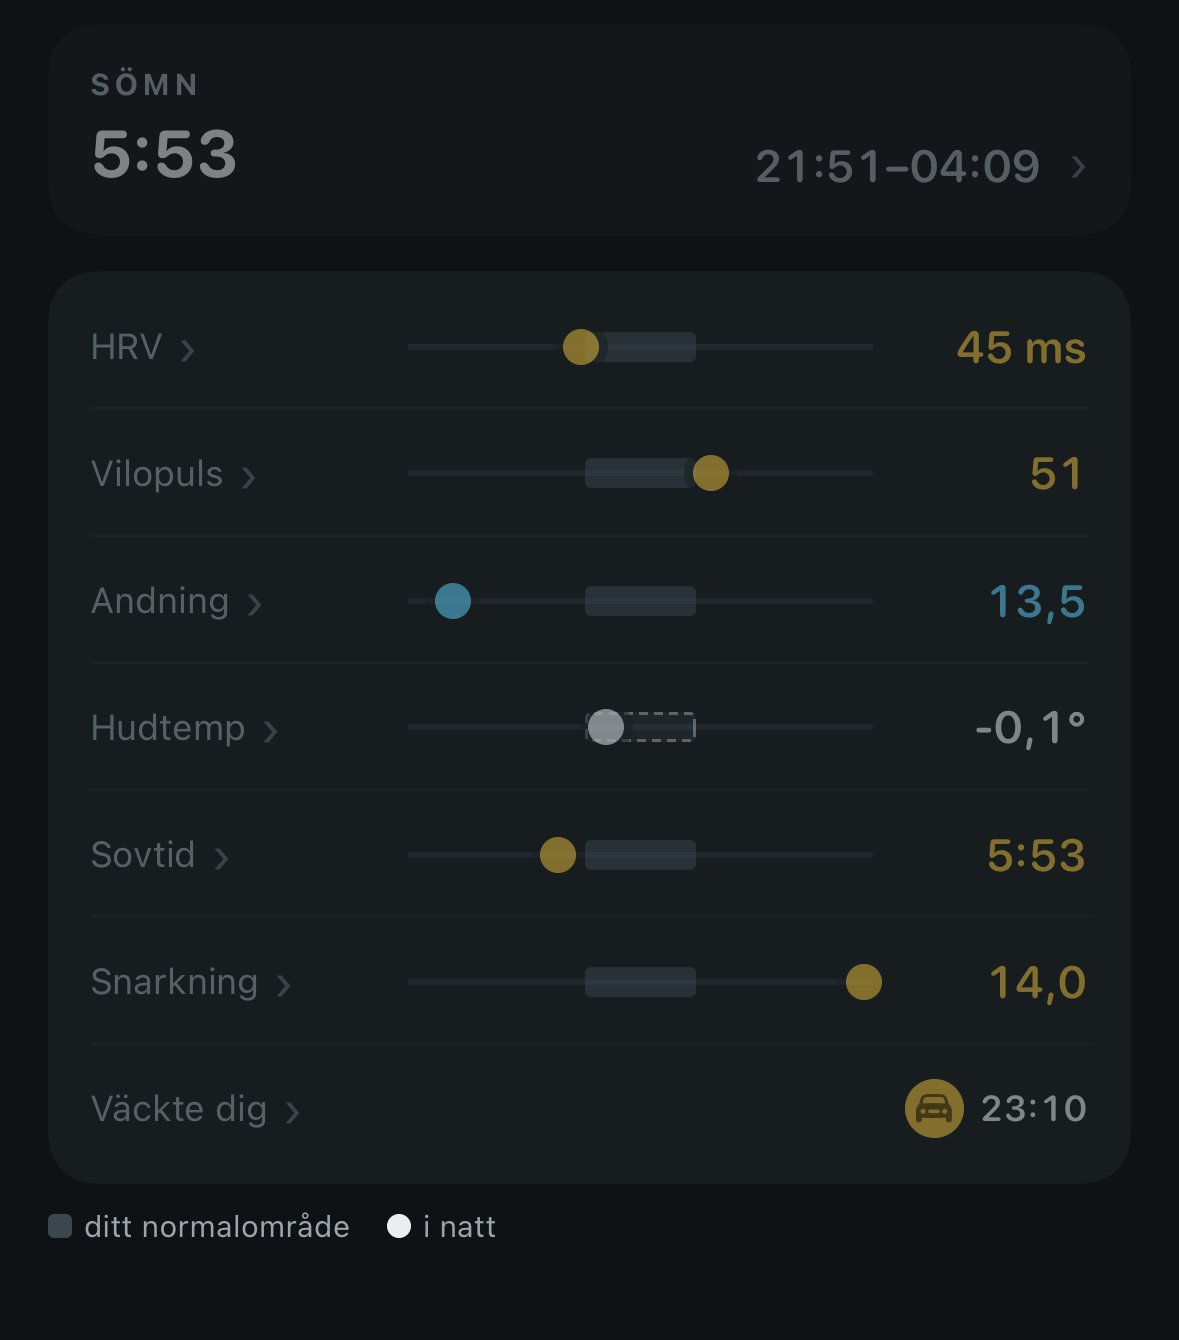 SÖMN
5:53
21:51–04:09
HRV
45 ms
Vilopuls
51
Andning
13,5
Hudtemp
-0,1°
Sovtid
5:53
Snarkning
14,0
Väckte dig
23:10
ditt normalområde
i natt